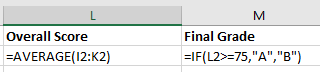 L M
Overall Score Final Grade
=AVERAGE(I2:K2) =IF(L2>=75,"A","B")